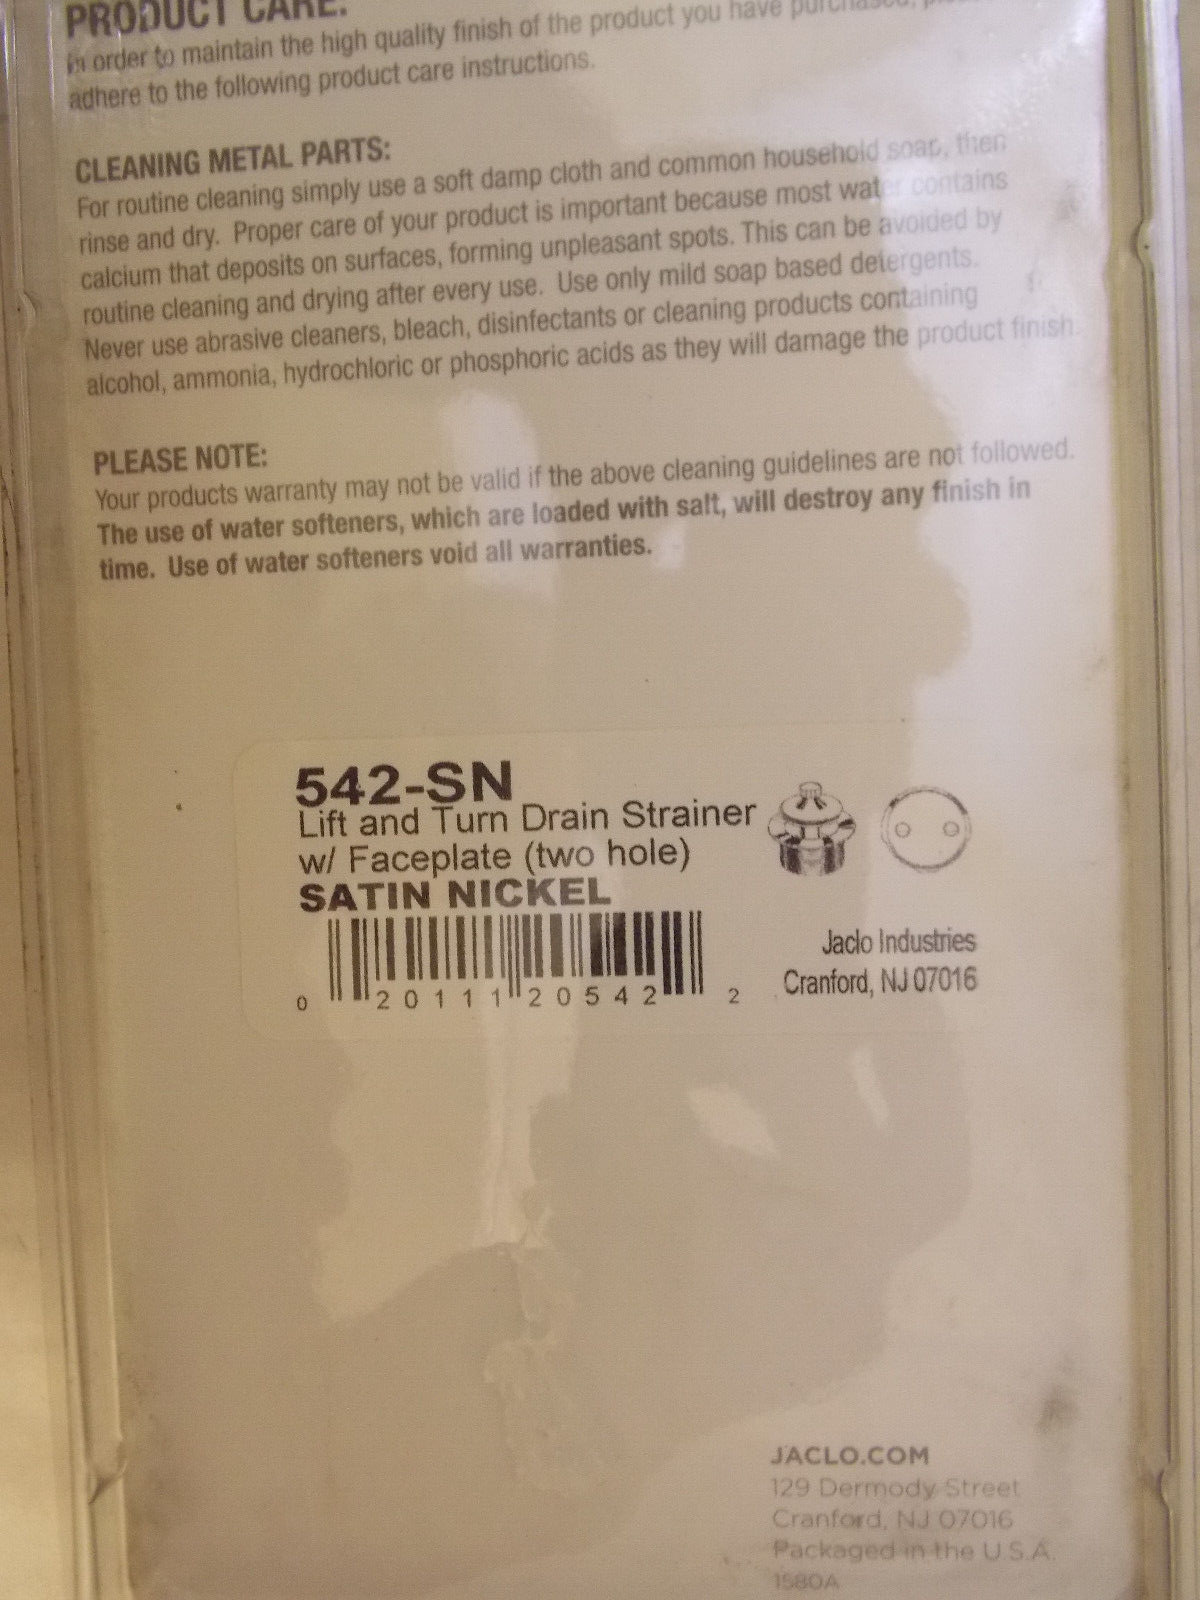 PRODUCT CARE:
In order to maintain the high quality finish of the product you have purchased,
adhere to the following product care instructions.
CLEANING METAL PARTS:
For routine cleaning simply use a soft damp cloth and common household soap, then
rinse and dry. Proper care of your product is important because most water contains
calcium that deposits on surfaces, forming unpleasant spots. This can be avoided by
routine cleaning and drying after every use. Use only mild soap based detergents.
Never use abrasive cleaners, bleach, disinfectants or cleaning products containing
alcohol, ammonia, hydrochloric or phosphoric acids as they will damage the product finish.
PLEASE NOTE:
Your products warranty may not be valid if the above cleaning guidelines are not followed.
The use of water softeners, which are loaded with salt, will destroy any finish in
time. Use of water softeners void all warranties.
542-SN
Lift and Turn Drain Strainer
w/ Faceplate (two hole)
SATIN NICKEL
0 20111 20542 2
Jaclo Industries
Cranford, NJ 07016
JACLO.COM
129 Dermody Street
Cranford, NJ 07016
Packaged in the U.S.A.
1580A